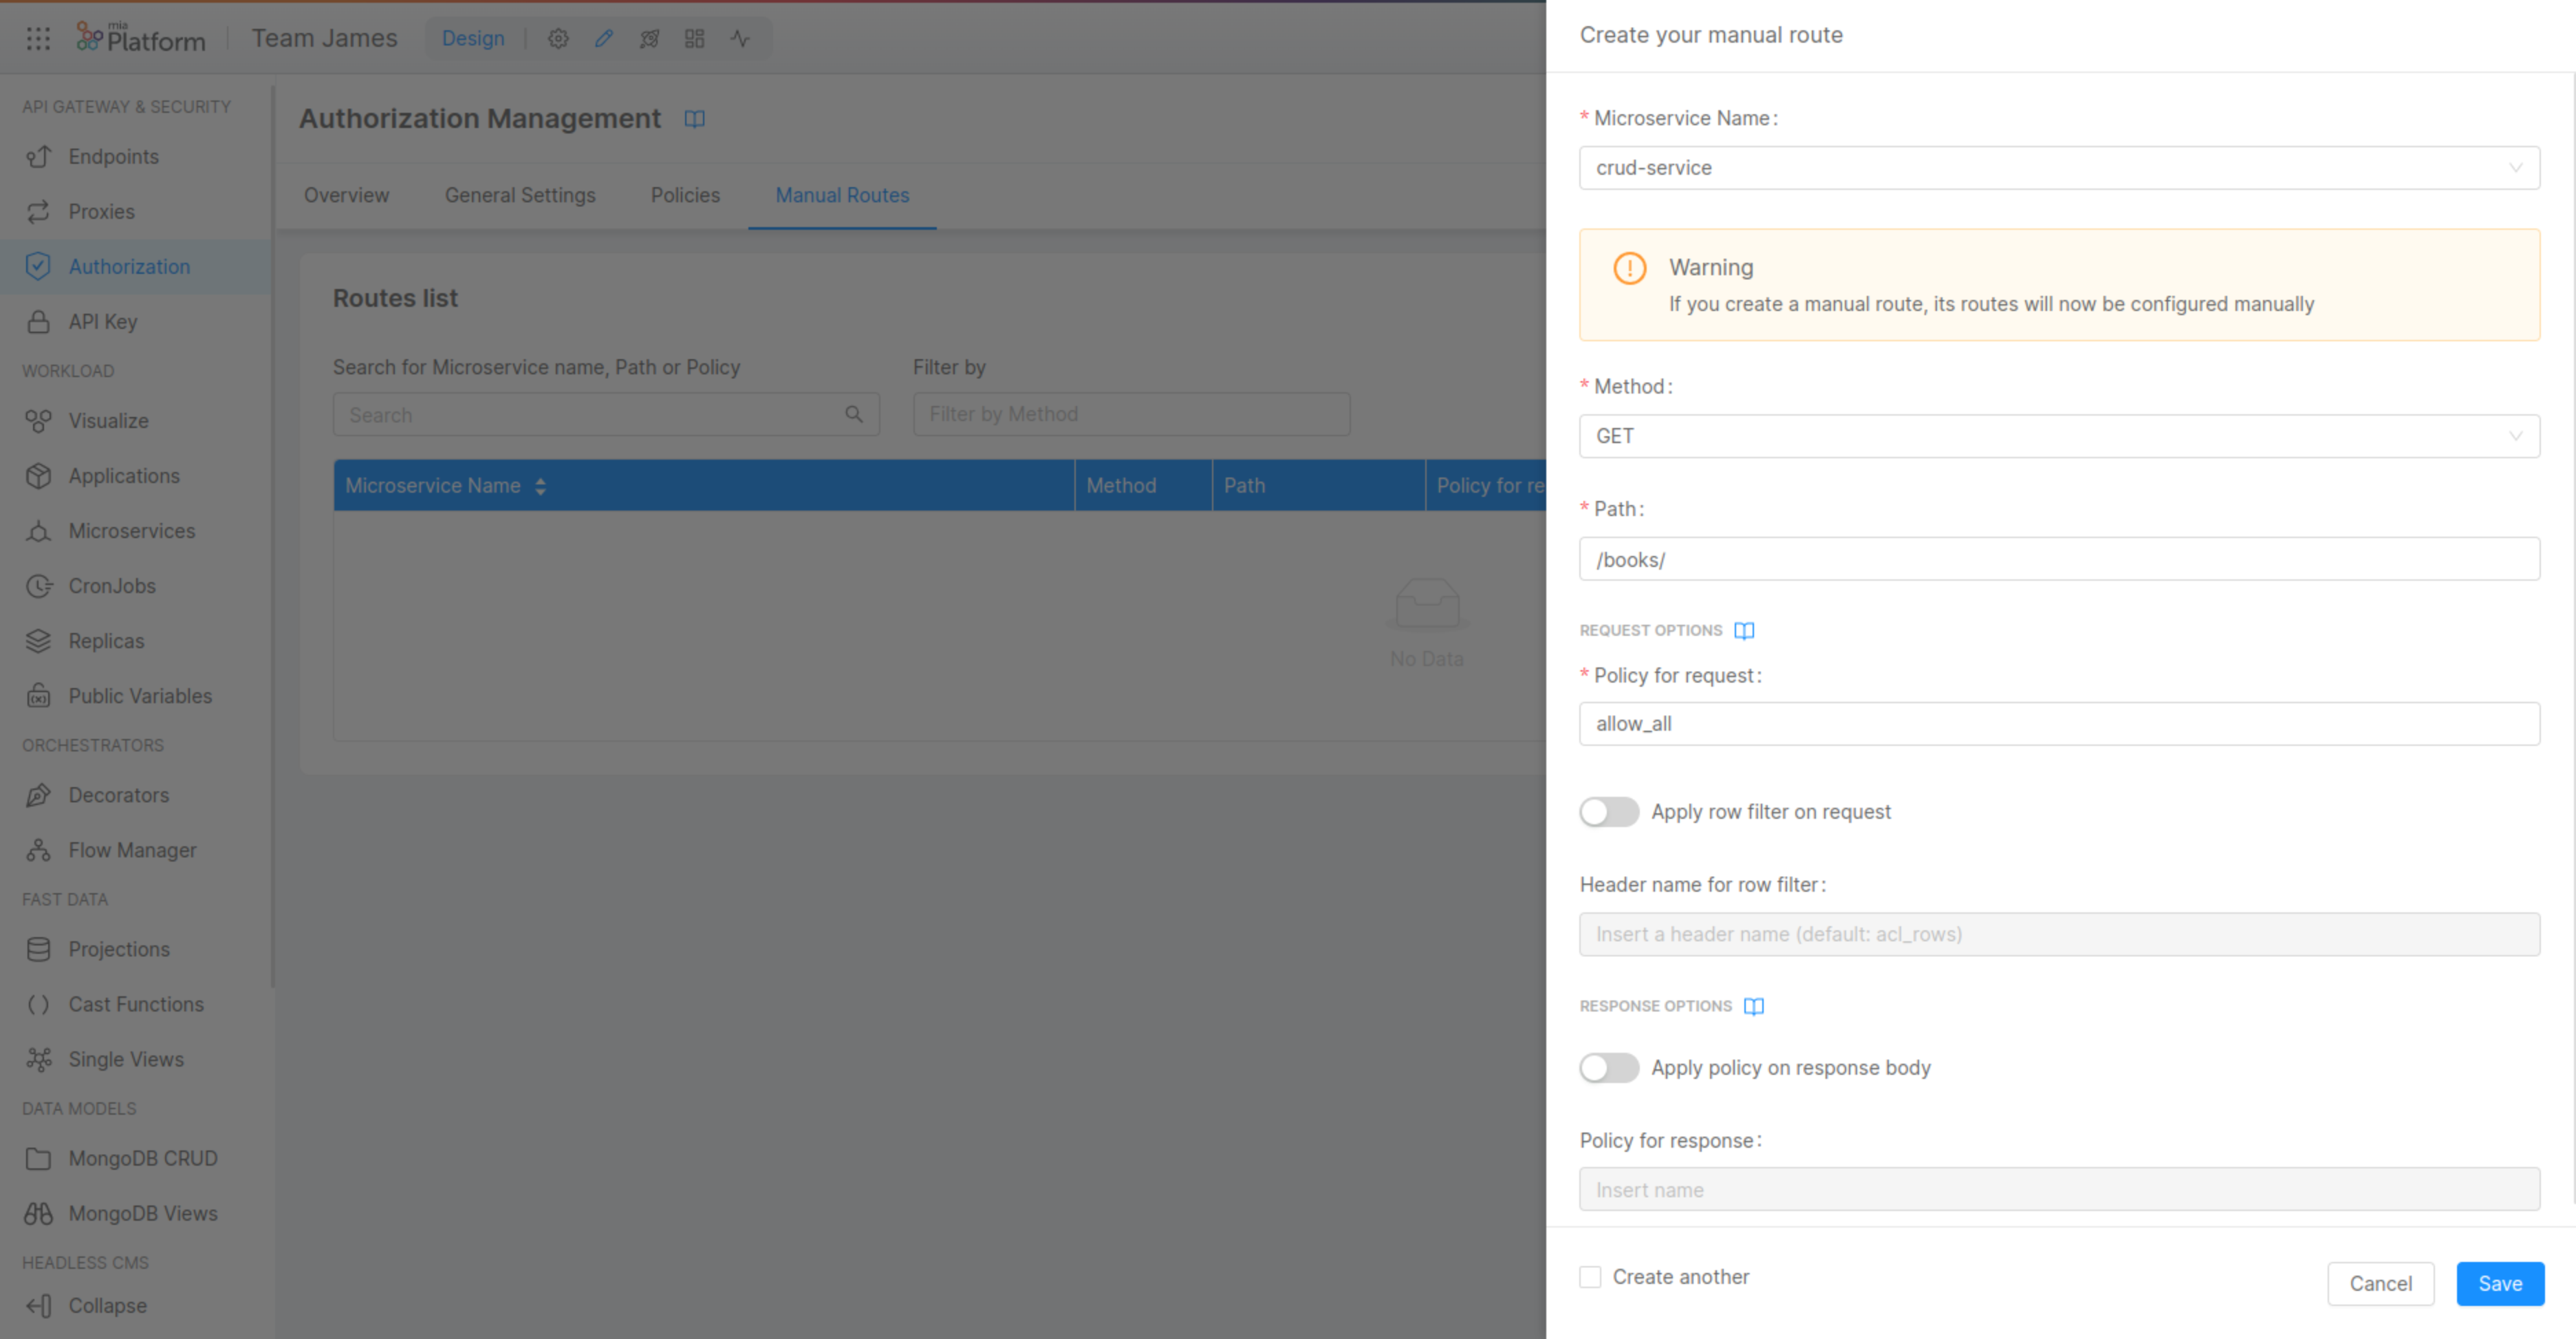 mia
Platform
Team James
Design
API GATEWAY & SECURITY
Endpoints
Proxies
Authorization
API Key
WORKLOAD
Visualize
Applications
Microservices
CronJobs
Replicas
Public Variables
ORCHESTRATORS
Decorators
Flow Manager
FAST DATA
Projections
Cast Functions
Single Views
DATA MODELS
MongoDB CRUD
MongoDB Views
HEADLESS CMS
Collapse
Authorization Management
Overview General Settings Policies Manual Routes
Routes list
Search for Microservice name, Path or Policy Filter by
Search Filter by Method
Microservice Name Method Path Policy for re
No Data
Create your manual route
* Microservice Name:
crud-service
Warning
If you create a manual route, its routes will now be configured manually
* Method:
GET
* Path:
/books/
REQUEST OPTIONS
* Policy for request:
allow_all
Apply row filter on request
Header name for row filter:
Insert a header name (default: acl_rows)
RESPONSE OPTIONS
Apply policy on response body
Policy for response:
Insert name
Create another
Cancel Save